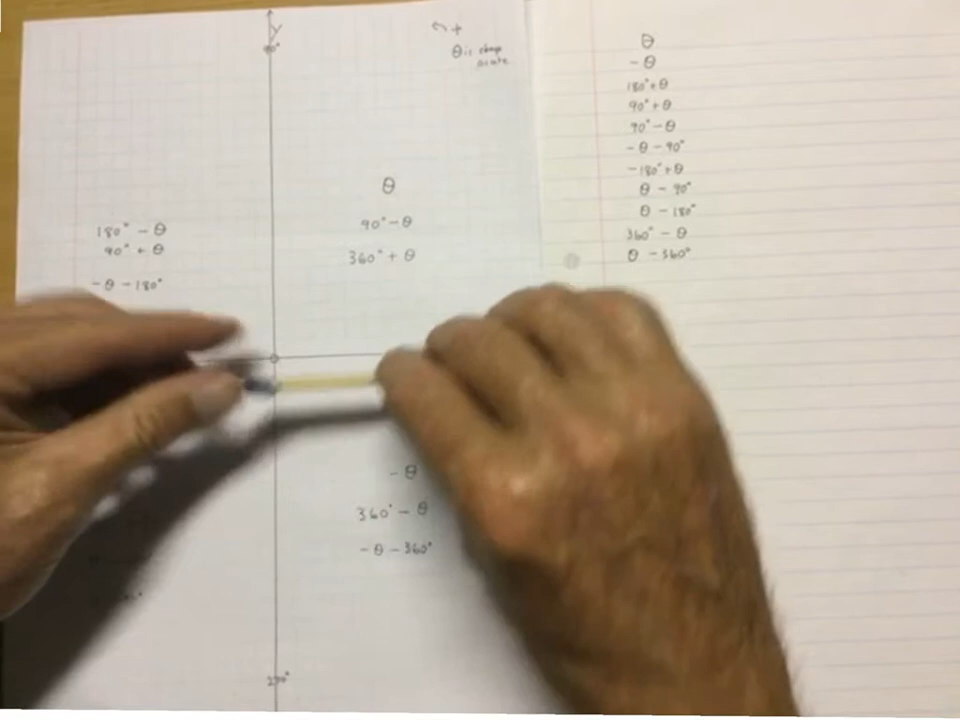 Y
90°
+
θ is sharp
acute
θ
90° - θ
360° + θ
180° - θ
90° + θ
- θ - 180°
- θ
360° - θ
- θ - 360°
270°
θ
- θ
180° + θ
90° + θ
90° - θ
- θ - 90°
- 180° + θ
θ - 90°
θ - 180°
360° - θ
θ - 360°